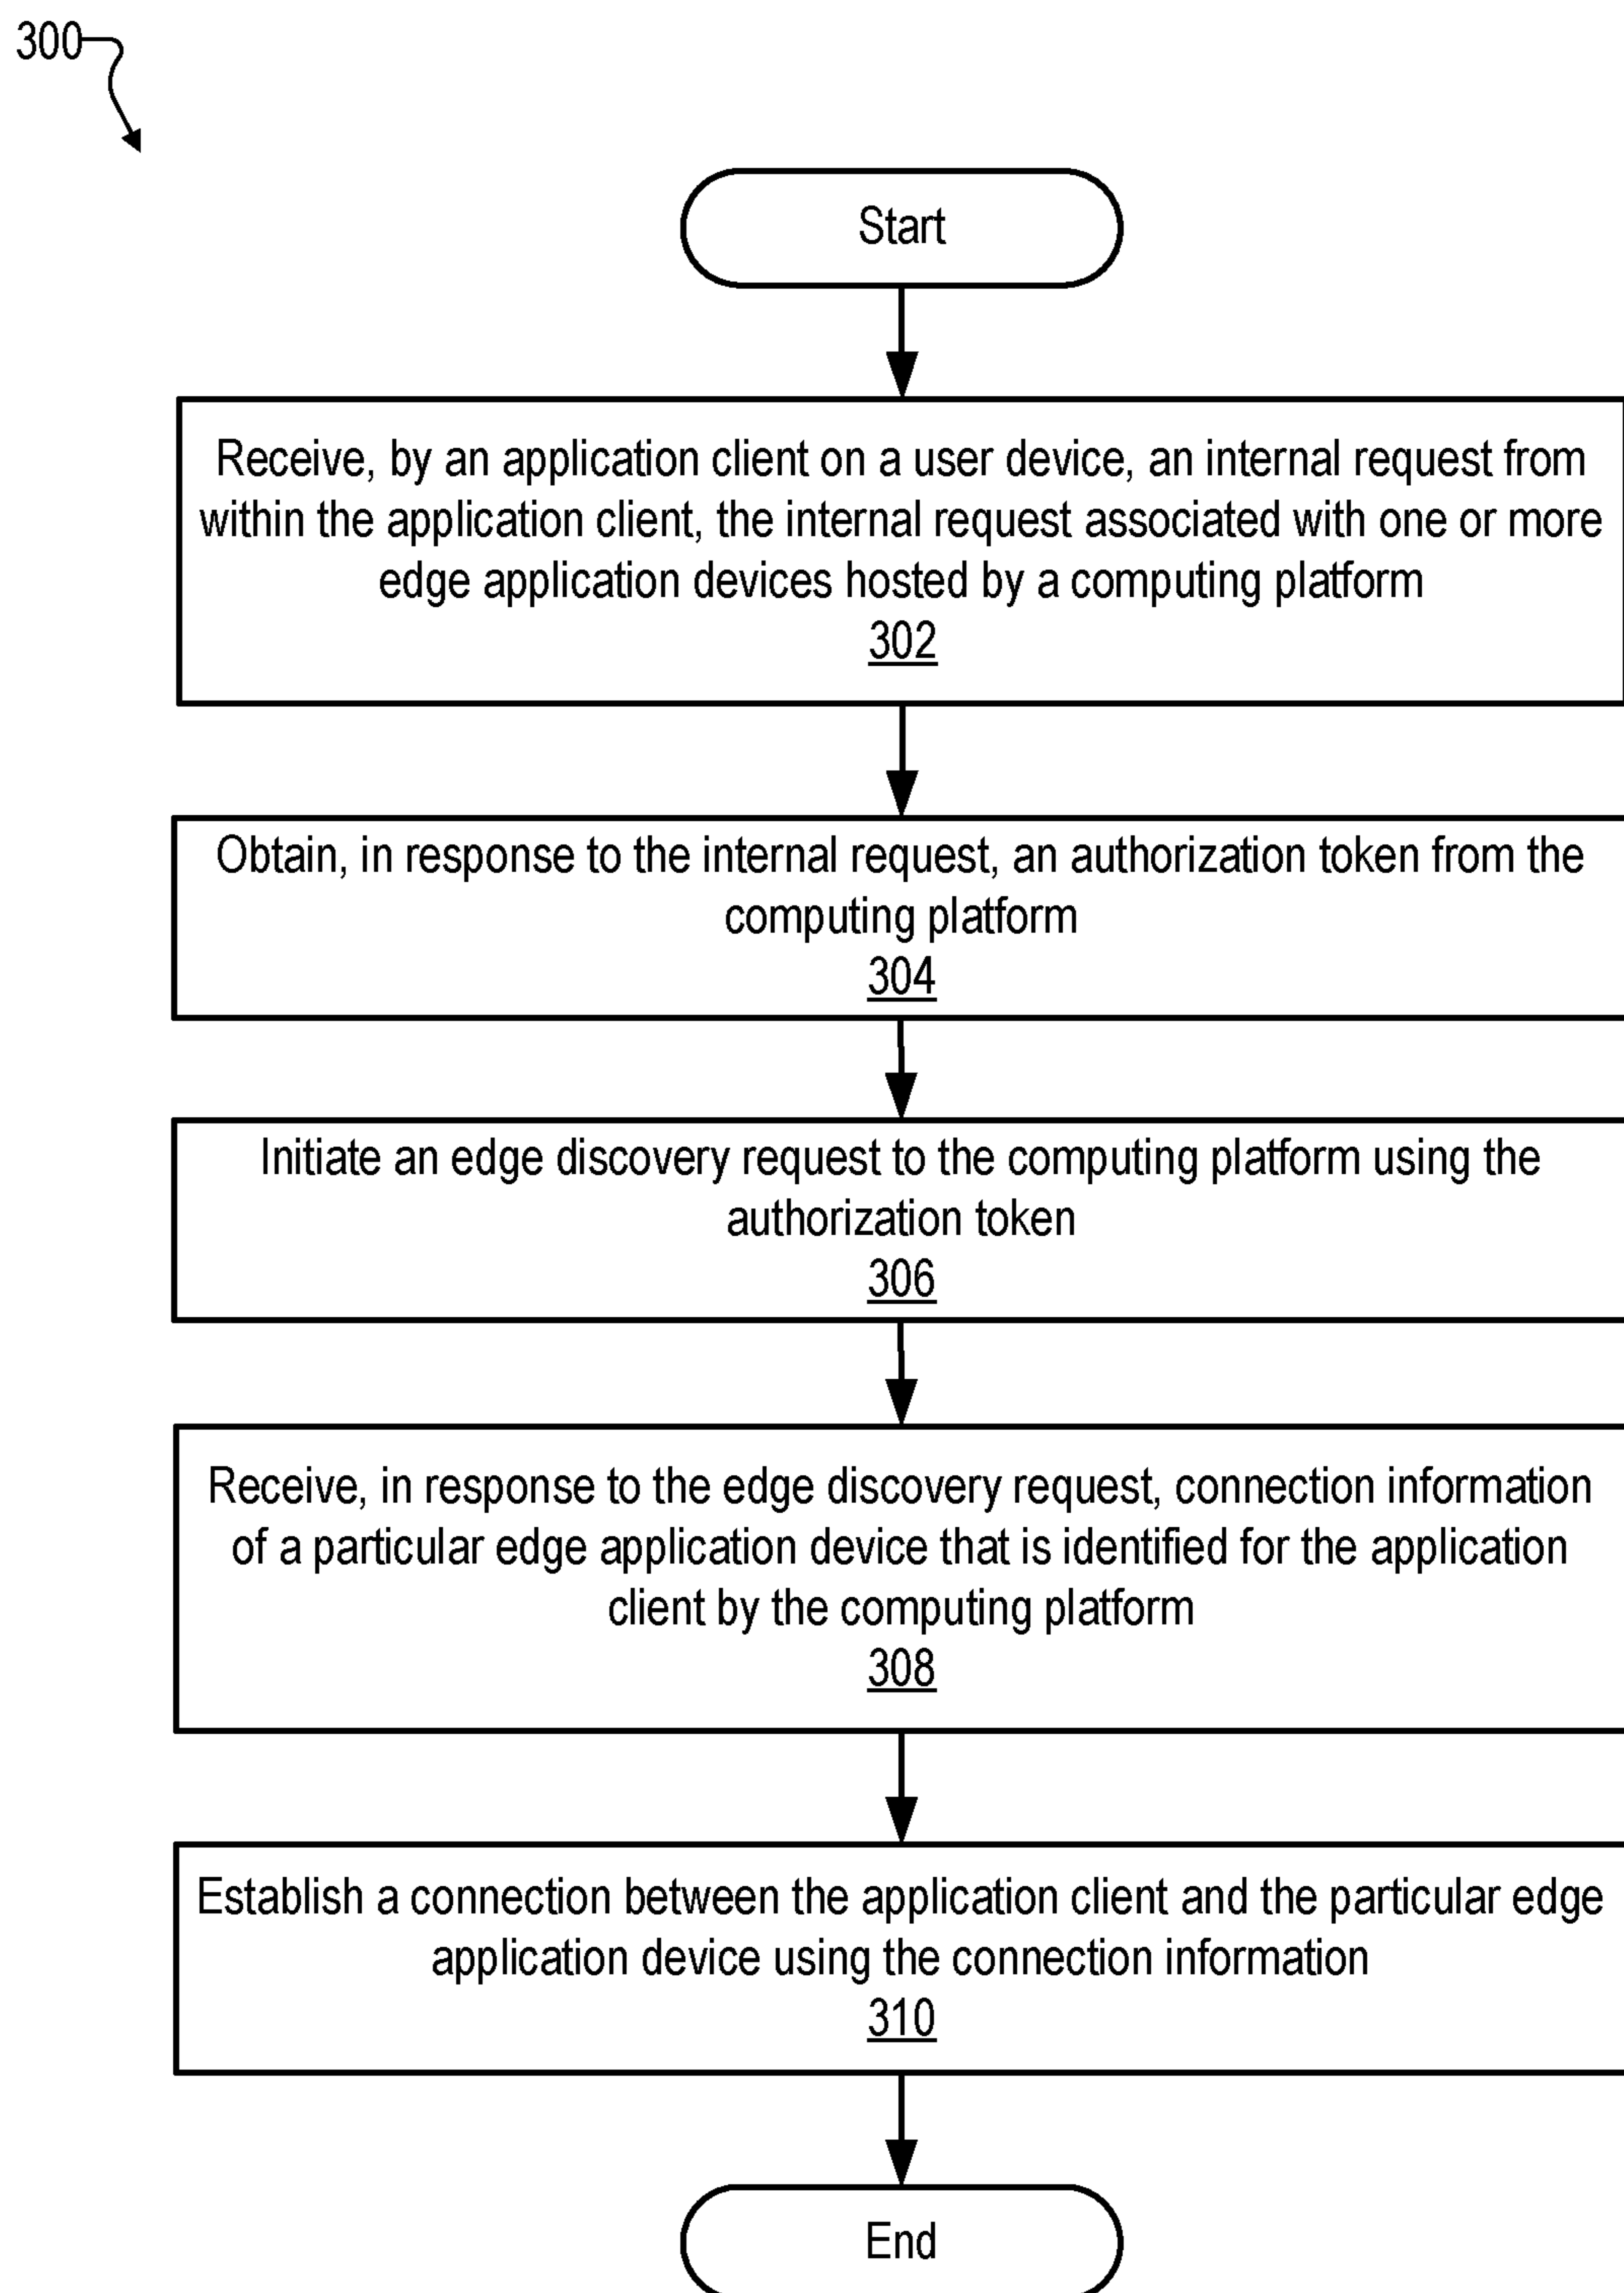 300
Start
Receive, by an application client on a user device, an internal request from
within the application client, the internal request associated with one or more
edge application devices hosted by a computing platform
302
Obtain, in response to the internal request, an authorization token from the
computing platform
304
Initiate an edge discovery request to the computing platform using the
authorization token
306
Receive, in response to the edge discovery request, connection information
of a particular edge application device that is identified for the application
client by the computing platform
308
Establish a connection between the application client and the particular edge
application device using the connection information
310
End